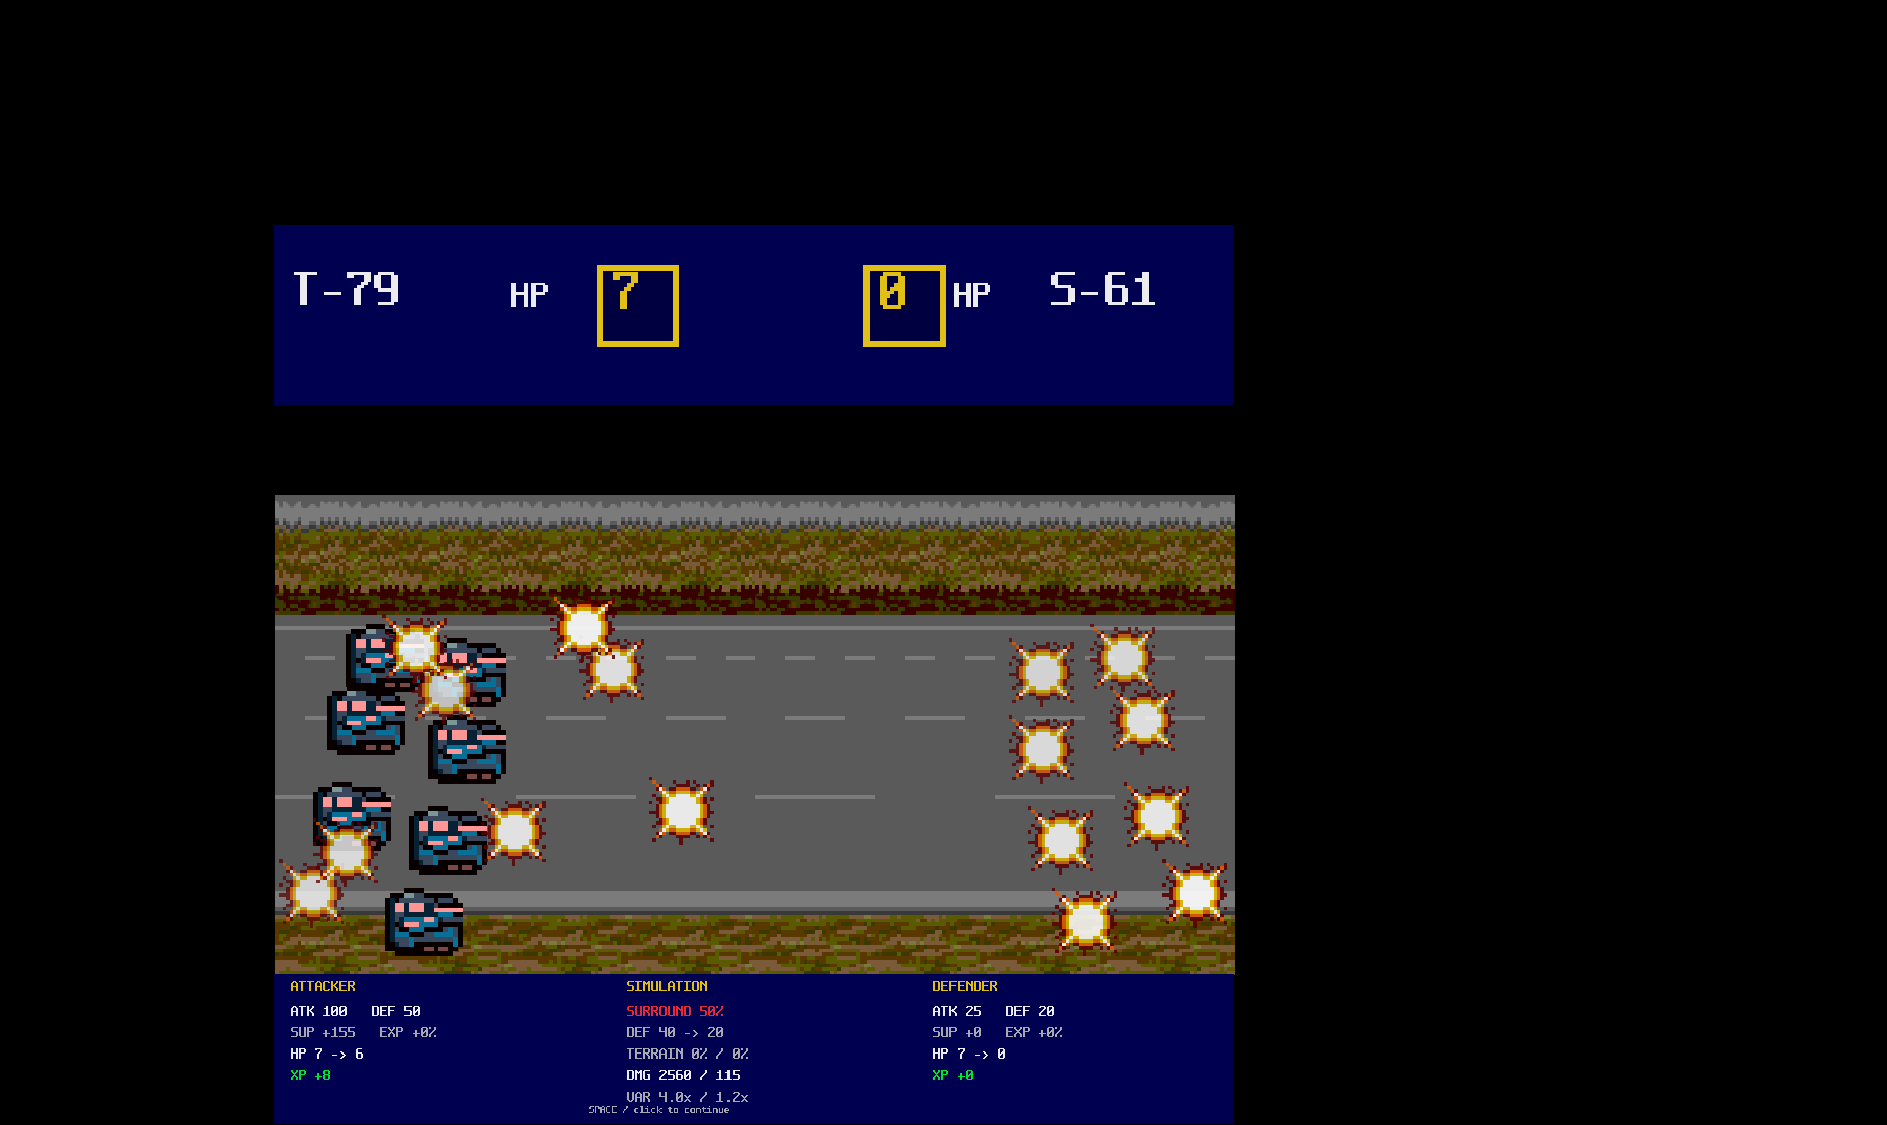 T-79 HP 7 0 HP S-61
ATTACKER SIMULATION DEFENDER
ATK 100 DEF 50 SURROUND 50% ATK 25 DEF 20
SUP +155 EXP +0% DEF 40 -> 20 SUP +0 EXP +0%
HP 7 -> 6 TERRAIN 0% / 0% HP 7 -> 0
XP +8 DMG 2560 / 115 XP +0
VAR 4.0x / 1.2x
SPACE / click to continue